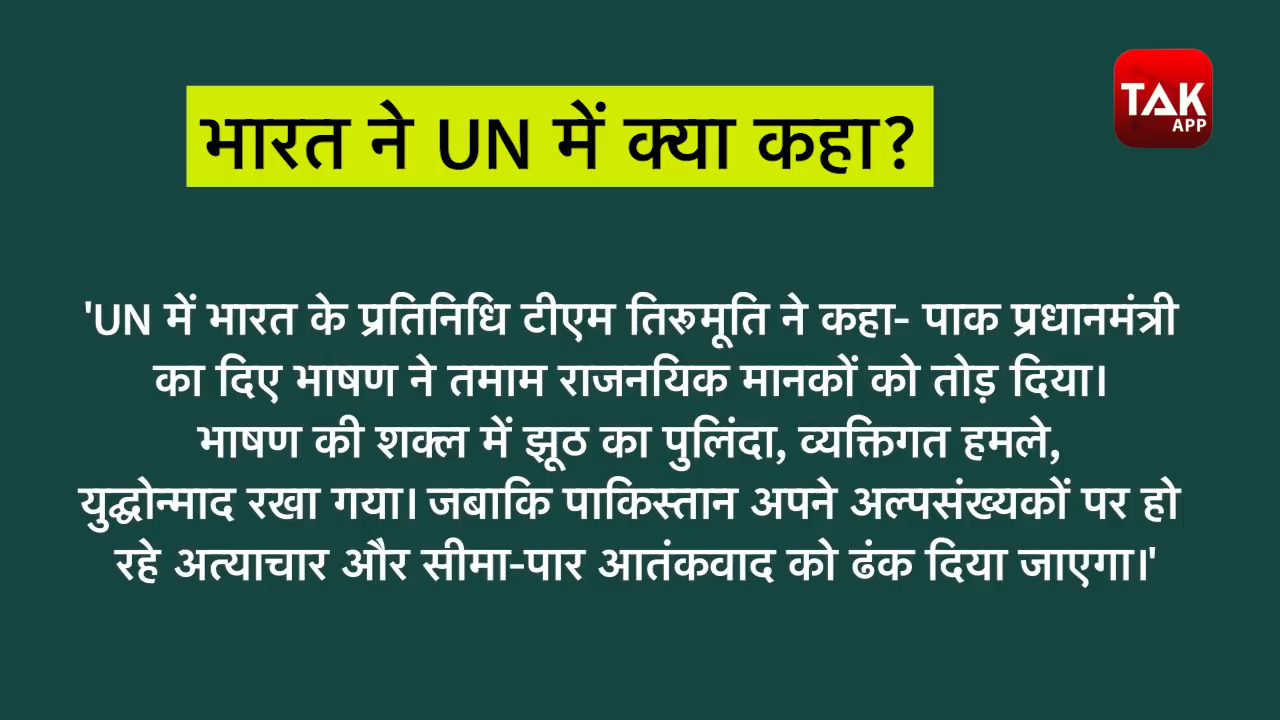 TAK
APP
भारत ने UN में क्या कहा?
'UN में भारत के प्रतिनिधि टीएम तिरूमूति ने कहा- पाक प्रधानमंत्री
का दिए भाषण ने तमाम राजनयिक मानकों को तोड़ दिया।
भाषण की शक्ल में झूठ का पुलिंदा, व्यक्तिगत हमले,
युद्धोन्माद रखा गया। जबाकि पाकिस्तान अपने अल्पसंख्यकों पर हो
रहे अत्याचार और सीमा-पार आतंकवाद को ढंक दिया जाएगा।'